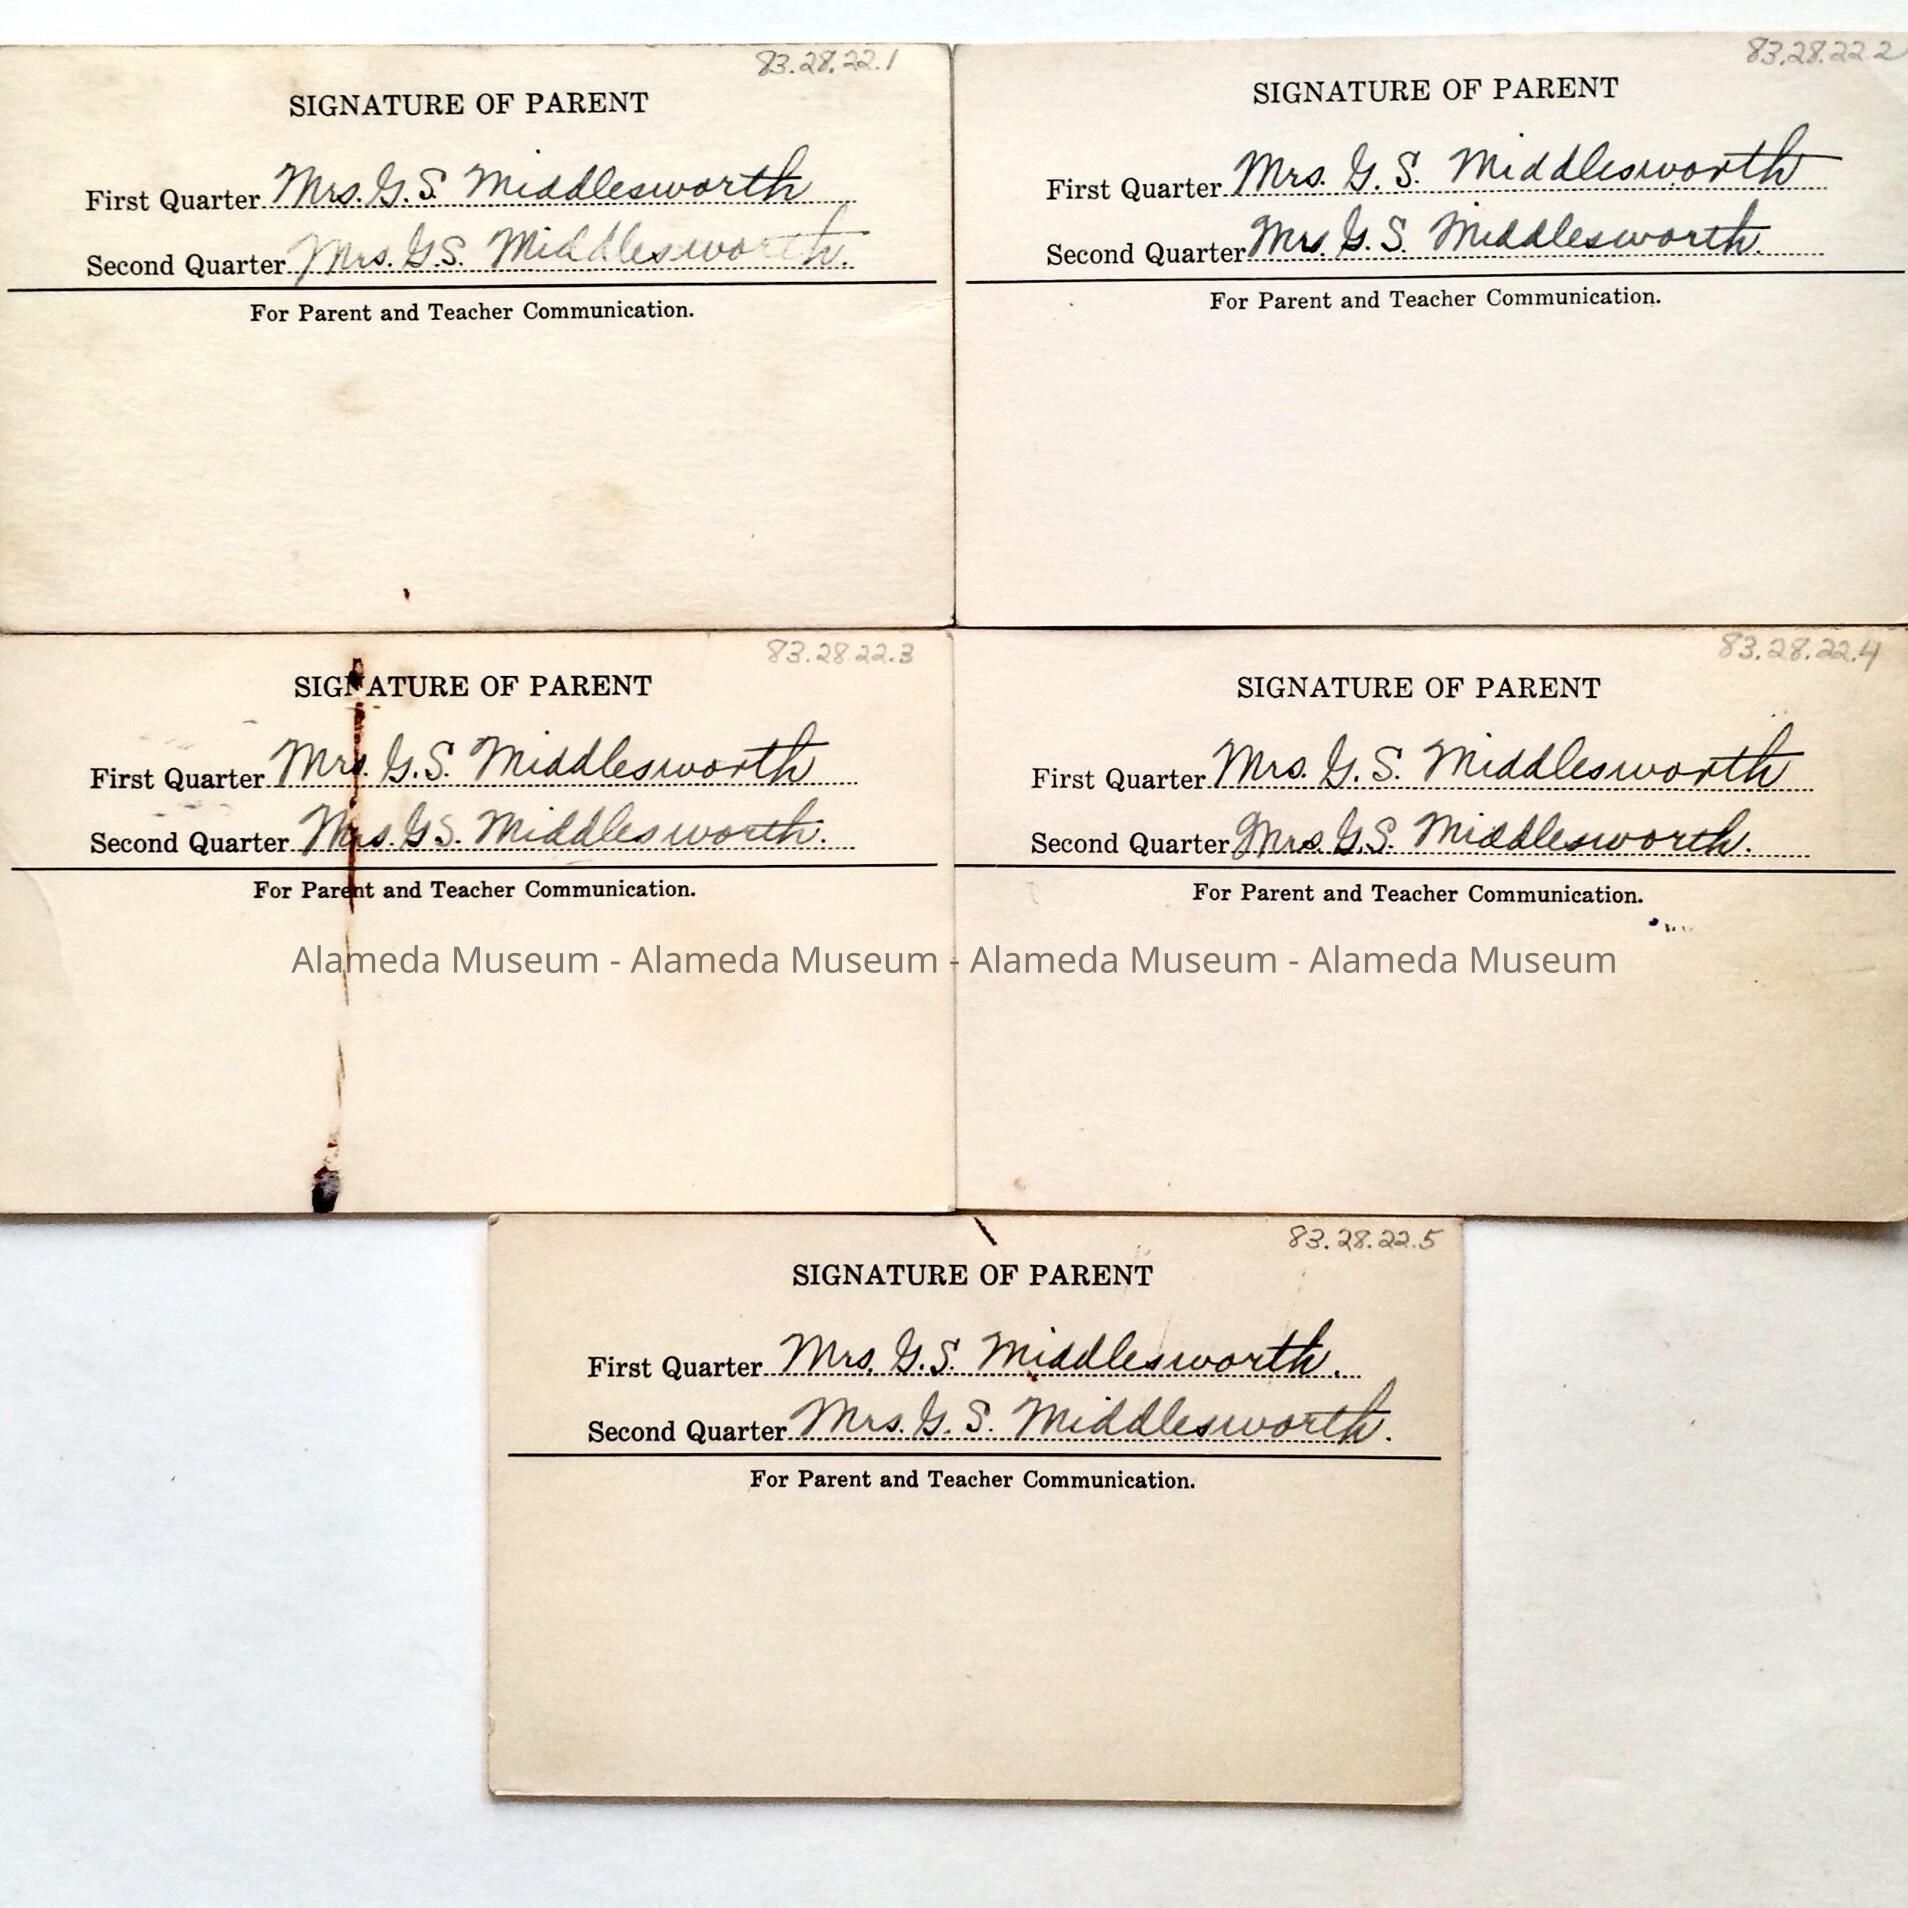 83.28.22.1
SIGNATURE OF PARENT
First Quarter Mrs. G. S. Middlesworth
Second Quarter Mrs. G.S. Middlesworth.
For Parent and Teacher Communication.
83.28.22.2
SIGNATURE OF PARENT
First Quarter Mrs. G. S. Middlesworth
Second Quarter Mrs. G. S. Middlesworth.
For Parent and Teacher Communication.
83.28.22.3
SIGNATURE OF PARENT
First Quarter Mrs. G.S. Middlesworth
Second Quarter Mrs. G S. Middlesworth.
For Parent and Teacher Communication.
83.28.22.4
SIGNATURE OF PARENT
First Quarter Mrs. G. S. Middlesworth
Second Quarter Mrs G.S. Middlesworth.
For Parent and Teacher Communication.
Alameda Museum - Alameda Museum - Alameda Museum - Alameda Museum
83.28.22.5
SIGNATURE OF PARENT
First Quarter Mrs. G.S. Middlesworth.
Second Quarter Mrs. G. S. Middlesworth.
For Parent and Teacher Communication.